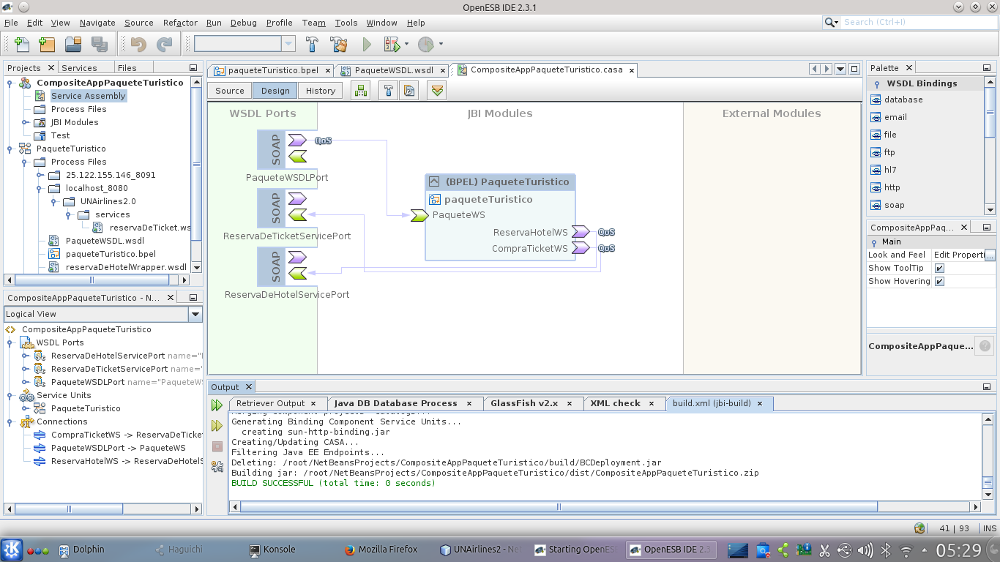 OpenESB IDE 2.3.1
File Edit View Navigate Source Refactor Run Debug Profile Team Tools Window Help
Search (Ctrl+I)
Projects Services Files
CompositeAppPaqueteTuristico
Service Assembly
Process Files
JBI Modules
Test
PaqueteTuristico
Process Files
25.122.155.146_8091
localhost_8080
UNAirlines2.0
services
reservaDeTicket.ws
PaqueteWSDL.wsdl
paqueteTuristico.bpel
reservaDeHotelWrapper.wsdl
CompositeAppPaqueteTuristico - N...
Logical View
CompositeAppPaqueteTuristico
WSDL Ports
ReservaDeHotelServicePort name="
ReservaDeTicketServicePort name="
PaqueteWSDLPort name="PaqueteWS
Service Units
PaqueteTuristico
Connections
CompraTicketWS -> ReservaDeTicke
PaqueteWSDLPort -> PaqueteWS
ReservaHotelWS -> ReservaDeHotelS
paqueteTuristico.bpel PaqueteWSDL.wsdl CompositeAppPaqueteTuristico.casa
Source Design History
WSDL Ports JBI Modules External Modules
SOAP
QoS
PaqueteWSDLPort
SOAP
ReservaDeTicketServicePort
SOAP
ReservaDeHotelServicePort
(BPEL) PaqueteTuristico
paqueteTuristico
PaqueteWS
ReservaHotelWS QoS
CompraTicketWS QoS
Palette
WSDL Bindings
database
email
file
ftp
hl7
http
soap
CompositeAppPaq...
Main
Look and Feel Edit Properti ...
Show ToolTip
Show Hovering
CompositeAppPaque...
Output
Retriever Output Java DB Database Process GlassFish v2.x XML check build.xml (jbi-build)
Generating Binding Component Service Units...
creating sun-http-binding.jar
Creating/Updating CASA...
Filtering Java EE Endpoints...
Deleting: /root/NetBeansProjects/CompositeAppPaqueteTuristico/build/BCDeployment.jar
Building jar: /root/NetBeansProjects/CompositeAppPaqueteTuristico/dist/CompositeAppPaqueteTuristico.zip
BUILD SUCCESSFUL (total time: 0 seconds)
41 | 93 INS
Dolphin Haguichi Konsole Mozilla Firefox UNAirlines2 - Ne Starting OpenES OpenESB IDE 2.3. 05:29